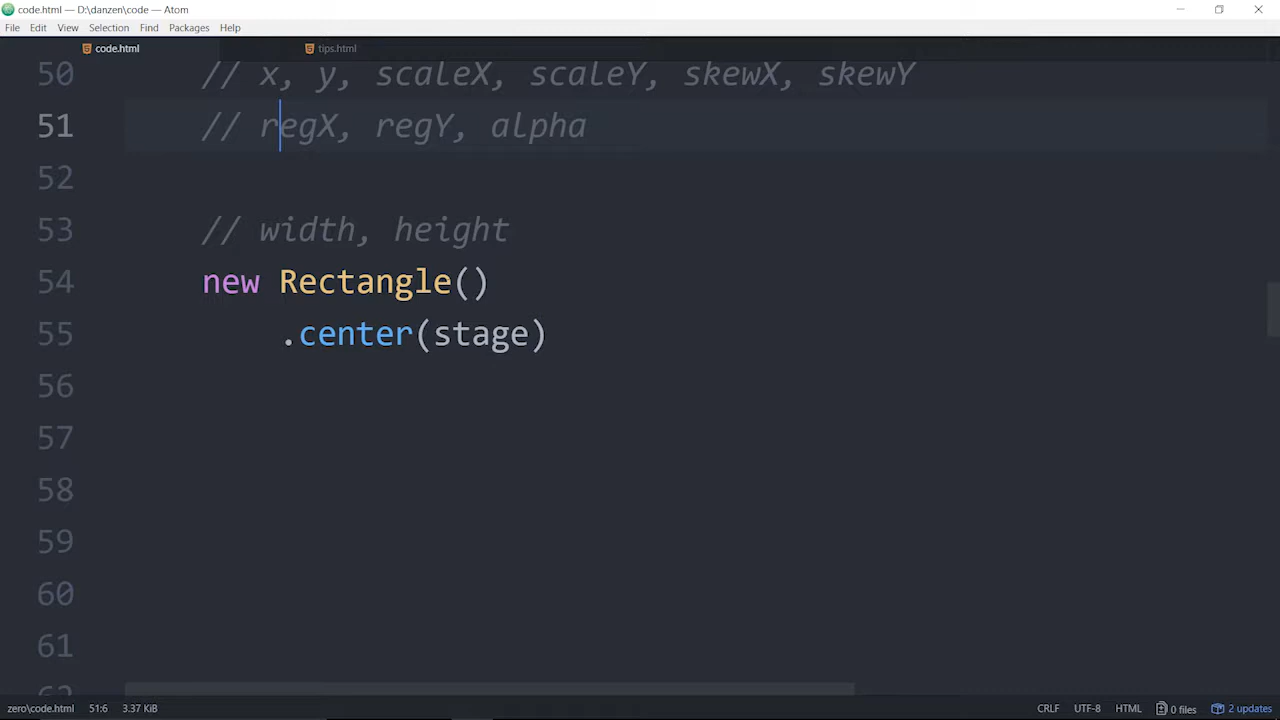 code.html — D:\danzen\code — Atom
File Edit View Selection Find Packages Help
code.html tips.html
50 // x, y, scaleX, scaleY, skewX, skewY
51 // regX, regY, alpha
52
53 // width, height
54 new Rectangle()
55 .center(stage)
56
57
58
59
60
61
62
zero\code.html 51:6 3.37 KiB CRLF UTF-8 HTML 0 files 2 updates